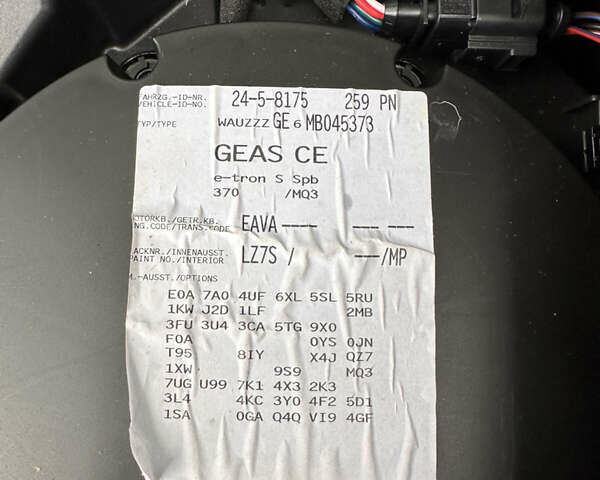 FAHRZG.-ID-NR. 24-5-8175 259 PN
VEHICLE-ID-NO.
TYP/TYPE WAUZZZ GE 6 MB045373
GEAS CE
e-tron S Spb
370 /MQ3
MOTORKB./GETR.KB. EAVA ---- --- ---
ENG.CODE/TRANS.CODE
LACKNR./INNENAUSST. LZ7S / ---/MP
PAINT NO./INTERIOR
M.-AUSST./OPTIONS
E0A 7A0 4UF 6XL 5SL 5RU
1KW J2D 1LF 2MB
3FU 3U4 3CA 5TG 9X0
F0A 0YS 0JN
T95 8IY X4J QZ7
1XW 9S9 MQ3
7UG U99 7K1 4X3 2K3
3L4 4KC 3Y0 4F2 5D1
1SA 0GA Q4Q VI9 4GF